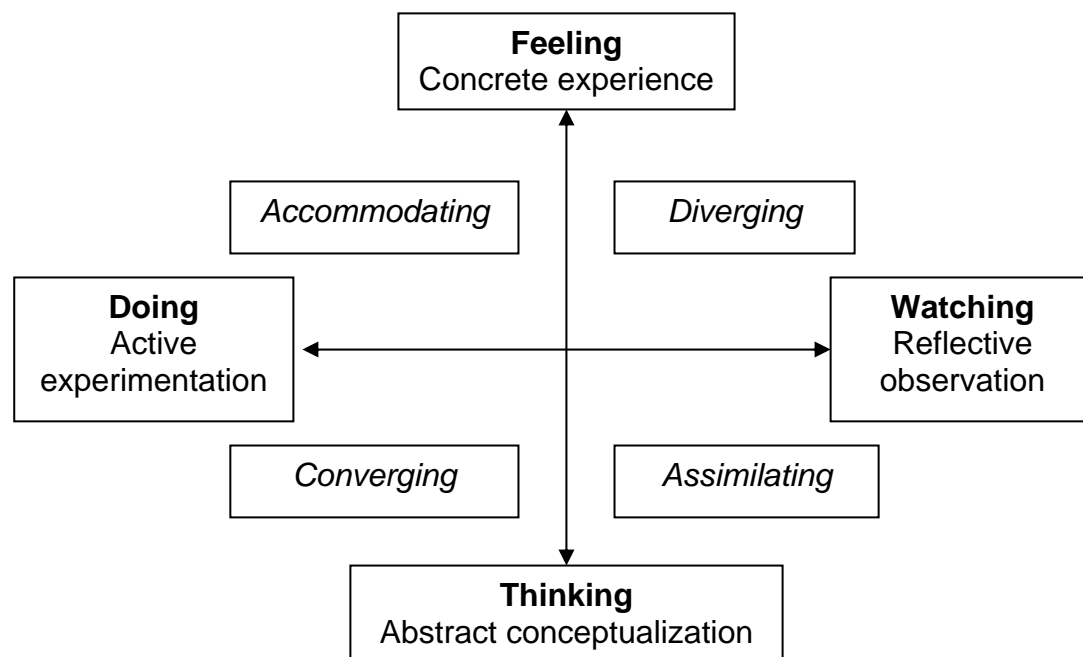 Feeling
Concrete experience
Accommodating
Diverging
Doing
Active
experimentation
Watching
Reflective
observation
Converging
Assimilating
Thinking
Abstract conceptualization